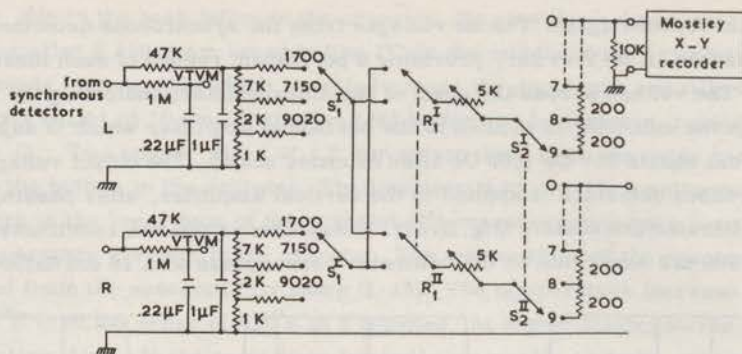 47K
VTVM
1M
from
synchronous
detectors
L
.22µF 1µF
7K
2K
1K
1700
7150
9020
S₁ᴵ
R₁ᴵ
5K
S₂ᴵ
0
7
8
9
200
200
10K
Moseley
X-Y
recorder
47K
VTVM
1M
R
.22µF 1µF
7K
2K
1K
1700
7150
9020
R₁ᴵᴵ
5K
S₂ᴵᴵ
0
7
8
9
200
200